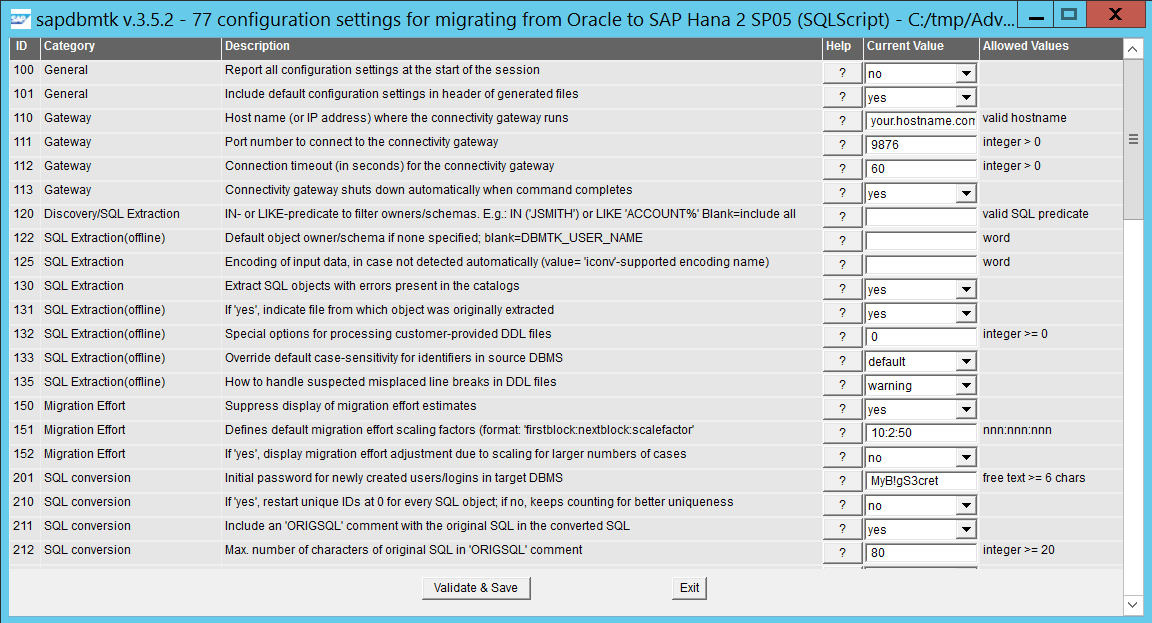 SAP sapdbmtk v.3.5.2 - 77 configuration settings for migrating from Oracle to SAP Hana 2 SP05 (SQLScript) - C:/tmp/Adv...
ID Category Description Help Current Value Allowed Values
100 General Report all configuration settings at the start of the session ? no
101 General Include default configuration settings in header of generated files ? yes
110 Gateway Host name (or IP address) where the connectivity gateway runs ? your.hostname.com valid hostname
111 Gateway Port number to connect to the connectivity gateway ? 9876 integer > 0
112 Gateway Connection timeout (in seconds) for the connectivity gateway ? 60 integer > 0
113 Gateway Connectivity gateway shuts down automatically when command completes ? yes
120 Discovery/SQL Extraction IN- or LIKE-predicate to filter owners/schemas. E.g.: IN ('JSMITH') or LIKE 'ACCOUNT%' Blank=include all ? valid SQL predicate
122 SQL Extraction(offline) Default object owner/schema if none specified; blank=DBMTK_USER_NAME ? word
125 SQL Extraction Encoding of input data, in case not detected automatically (value= 'iconv'-supported encoding name) ? word
130 SQL Extraction Extract SQL objects with errors present in the catalogs ? yes
131 SQL Extraction(offline) If 'yes', indicate file from which object was originally extracted ? yes
132 SQL Extraction(offline) Special options for processing customer-provided DDL files ? 0 integer >= 0
133 SQL Extraction(offline) Override default case-sensitivity for identifiers in source DBMS ? default
135 SQL Extraction(offline) How to handle suspected misplaced line breaks in DDL files ? warning
150 Migration Effort Suppress display of migration effort estimates ? yes
151 Migration Effort Defines default migration effort scaling factors (format: 'firstblock:nextblock:scalefactor' ? 10:2:50 nnn:nnn:nnn
152 Migration Effort If 'yes', display migration effort adjustment due to scaling for larger numbers of cases ? no
201 SQL conversion Initial password for newly created users/logins in target DBMS ? MyB!gS3cret free text >= 6 chars
210 SQL conversion If 'yes', restart unique IDs at 0 for every SQL object; if no, keeps counting for better uniqueness ? no
211 SQL conversion Include an 'ORIGSQL' comment with the original SQL in the converted SQL ? yes
212 SQL conversion Max. number of characters of original SQL in 'ORIGSQL' comment ? 80 integer >= 20
Validate & Save Exit